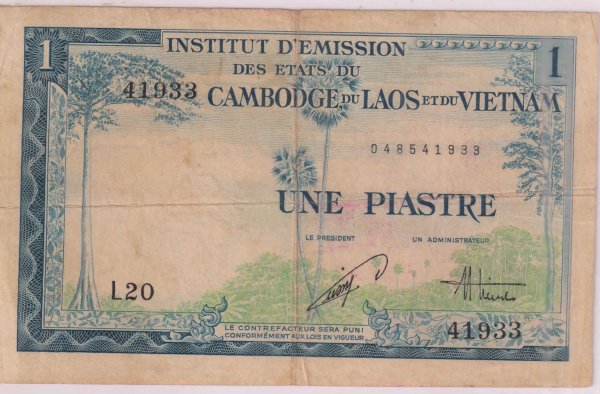 1 INSTITUT D'EMISSION 1
DES ETATS DU
41933 CAMBODGE DU LAOS ET DU VIETNAM
048541933
UNE PIASTRE
LE PRESIDENT UN ADMINISTRATEUR
L20
LE CONTREFACTEUR SERA PUNI
CONFORMÉMENT AUX LOIS EN VIGUEUR
41933